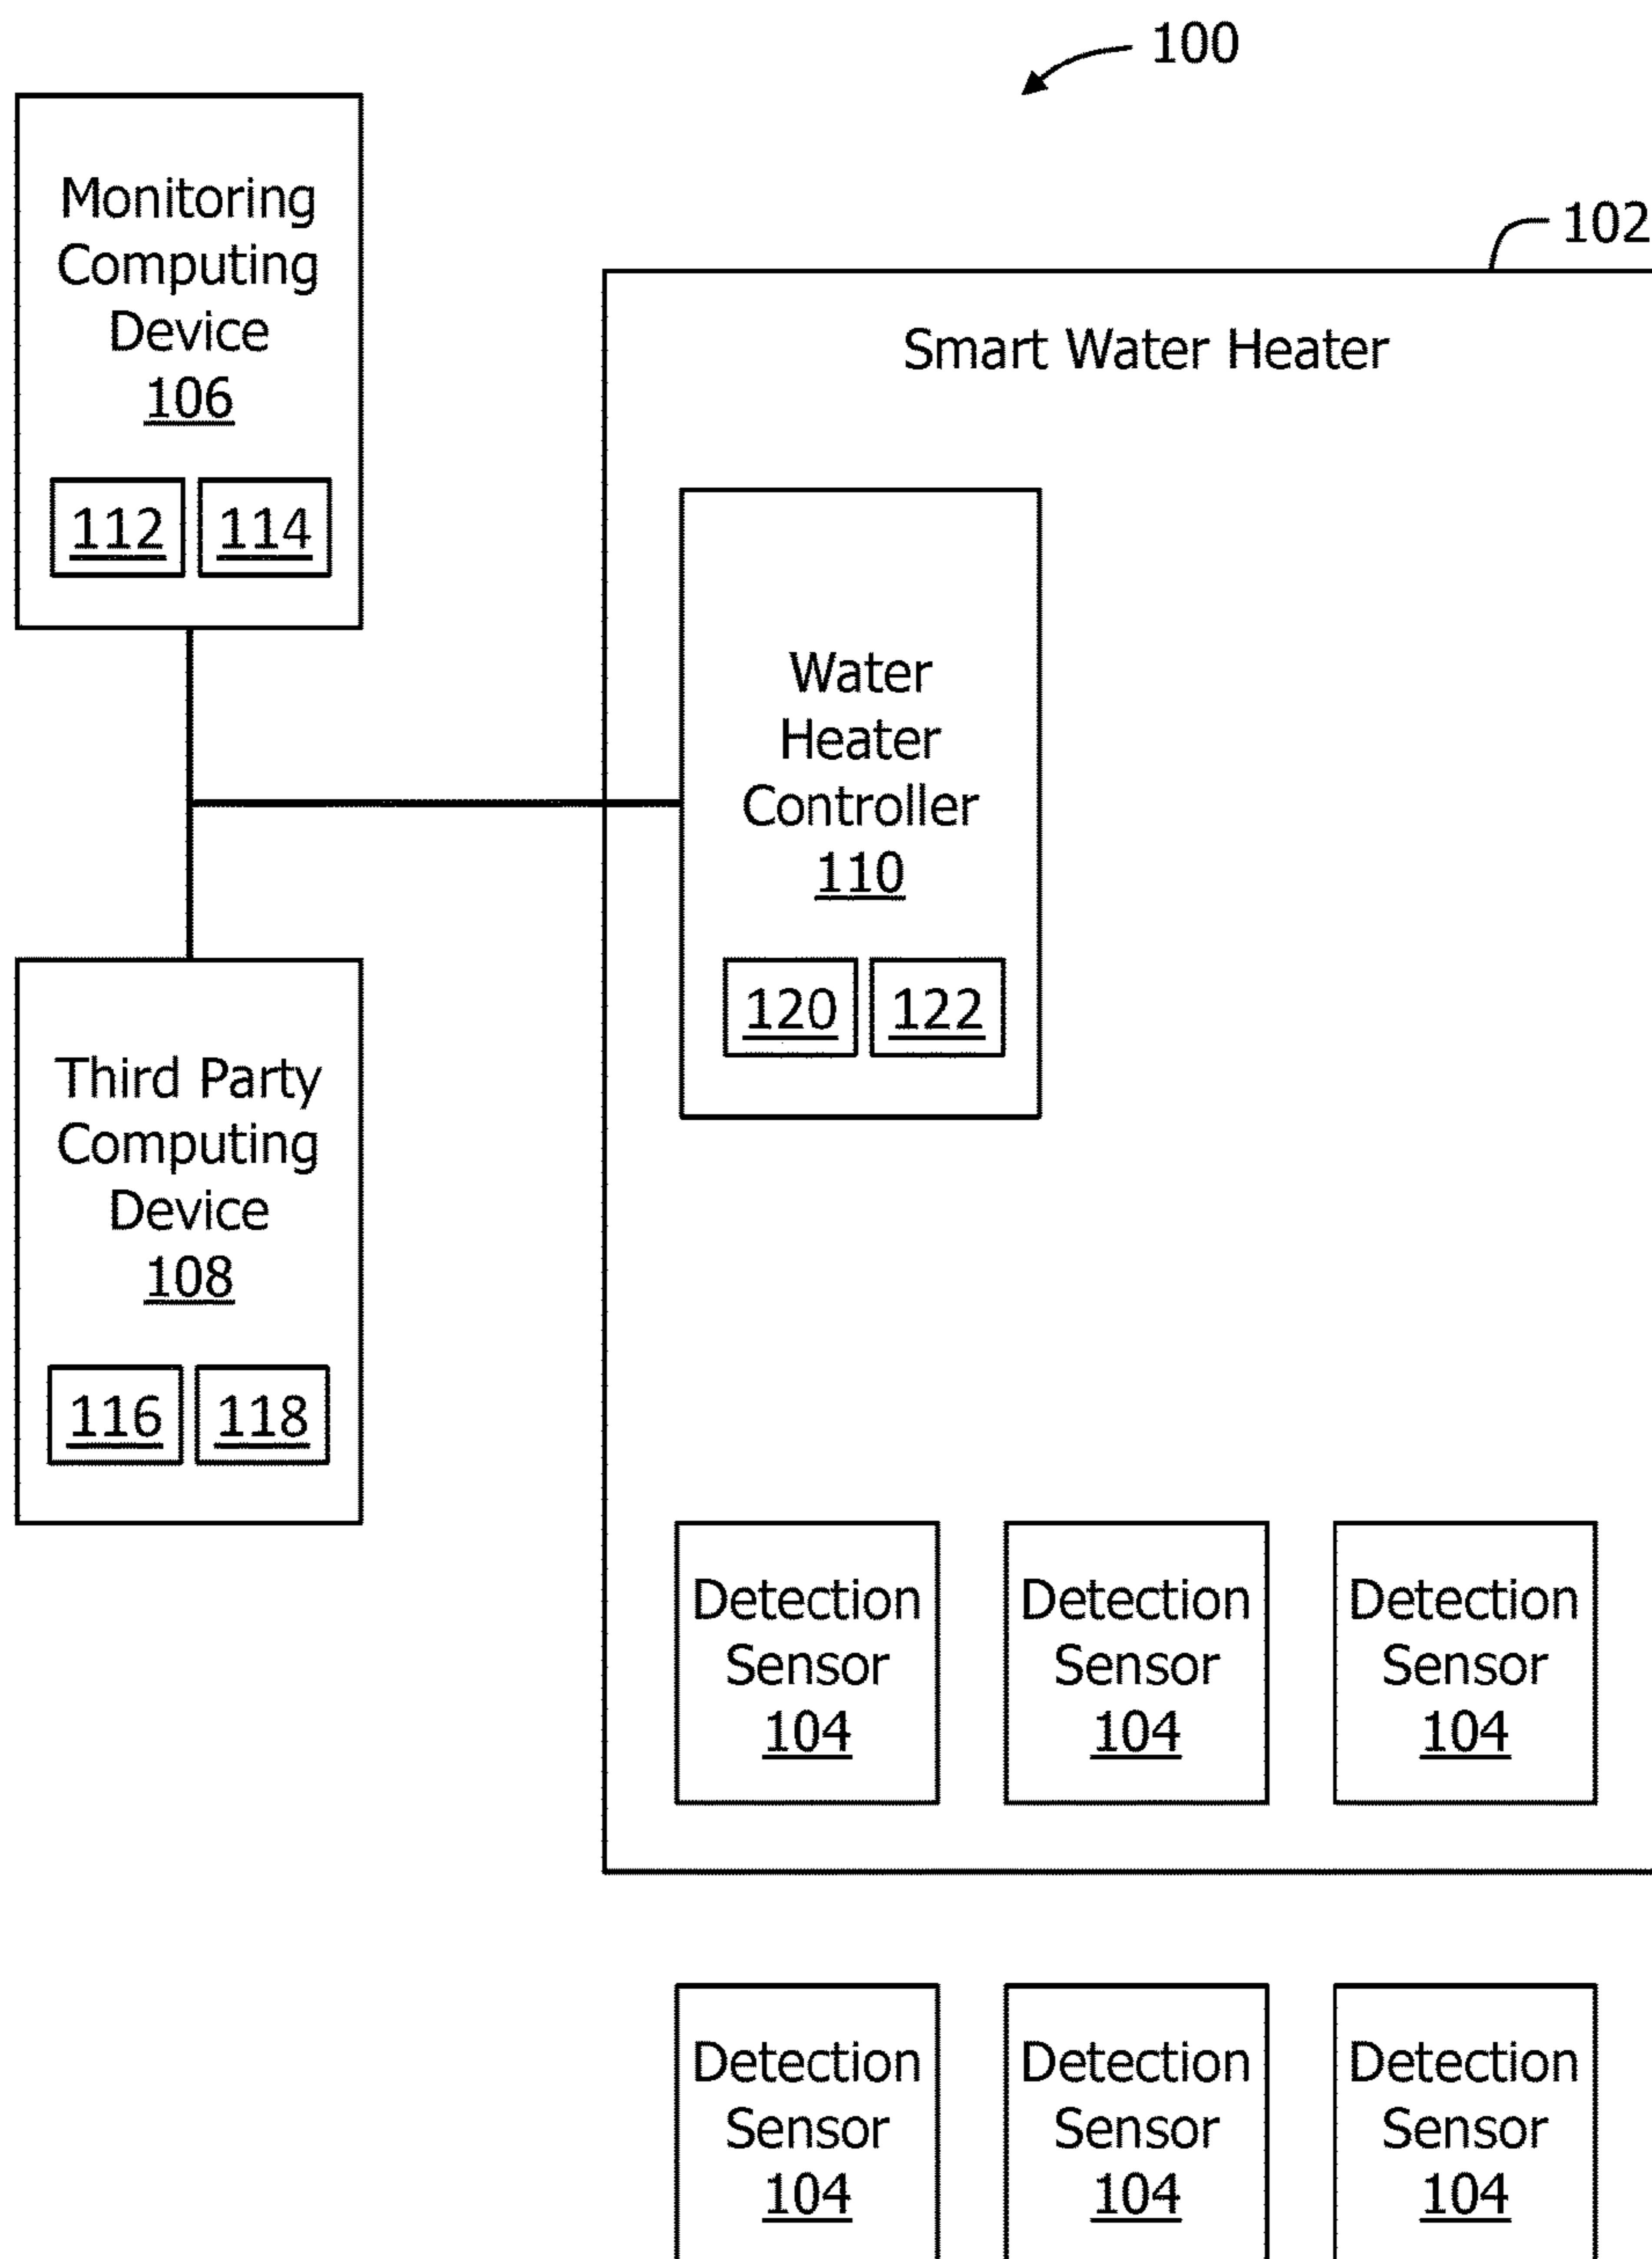 100
Monitoring
Computing
Device
106
112 114
102
Smart Water Heater
Water
Heater
Controller
110
120 122
Third Party
Computing
Device
108
116 118
Detection
Sensor
104
Detection
Sensor
104
Detection
Sensor
104
Detection
Sensor
104
Detection
Sensor
104
Detection
Sensor
104